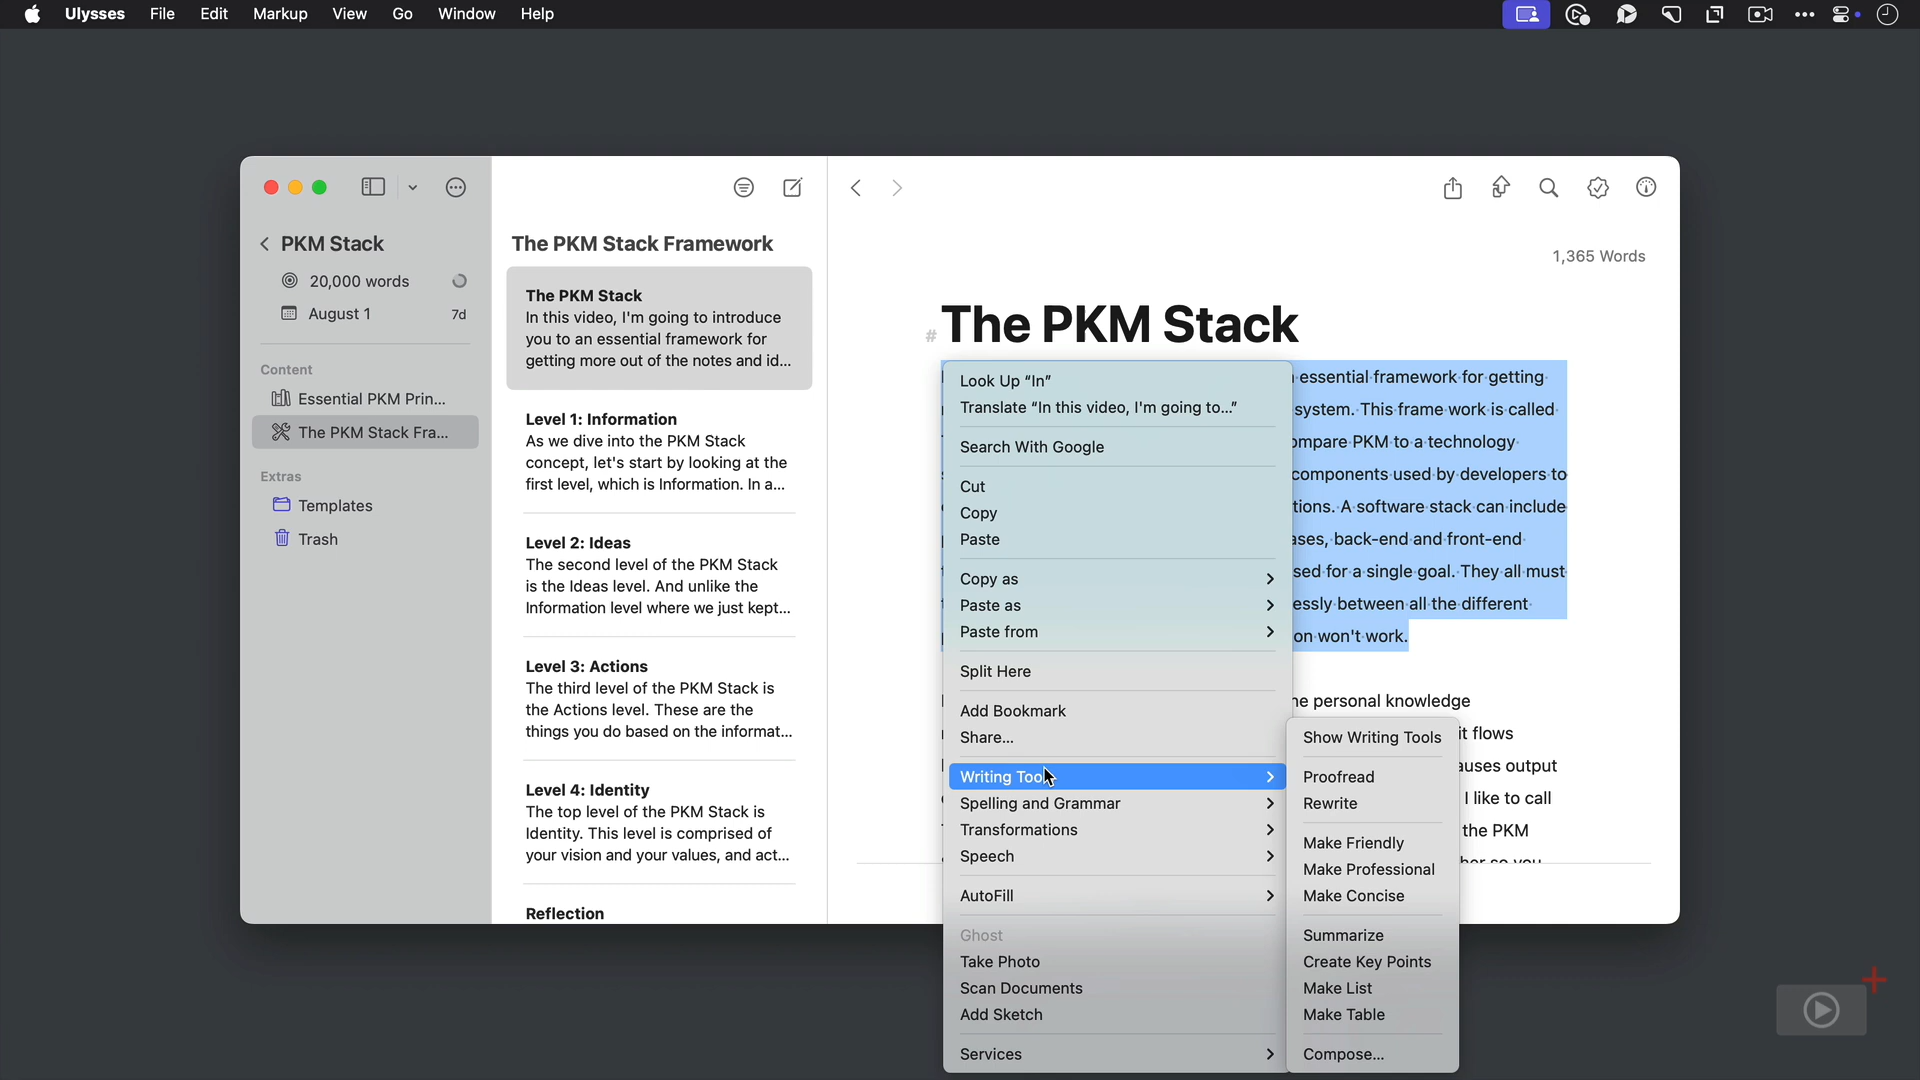 Ulysses File Edit Markup View Go Window Help
PKM Stack
20,000 words
August 1 7d
Content
Essential PKM Prin...
The PKM Stack Fra...
Extras
Templates
Trash
The PKM Stack Framework
The PKM Stack
In this video, I'm going to introduce
you to an essential framework for
getting more out of the notes and id...
Level 1: Information
As we dive into the PKM Stack
concept, let's start by looking at the
first level, which is Information. In a...
Level 2: Ideas
The second level of the PKM Stack
is the Ideas level. And unlike the
Information level where we just kept...
Level 3: Actions
The third level of the PKM Stack is
the Actions level. These are the
things you do based on the informat...
Level 4: Identity
The top level of the PKM Stack is
Identity. This level is comprised of
your vision and your values, and act...
Reflection
1,365 Words
# The PKM Stack
essential framework for getting
system. This frame work is called
compare PKM to a technology
components used by developers to
tions. A software stack can include
ases, back-end and front-end
sed for a single goal. They all must
essly between all the different
on won't work.
he personal knowledge
it flows
auses output
I like to call
the PKM
her so you
Look Up “In”
Translate “In this video, I'm going to...”
Search With Google
Cut
Copy
Paste
Copy as
Paste as
Paste from
Split Here
Add Bookmark
Share...
Writing Tools
Spelling and Grammar
Transformations
Speech
AutoFill
Ghost
Take Photo
Scan Documents
Add Sketch
Services
Show Writing Tools
Proofread
Rewrite
Make Friendly
Make Professional
Make Concise
Summarize
Create Key Points
Make List
Make Table
Compose...